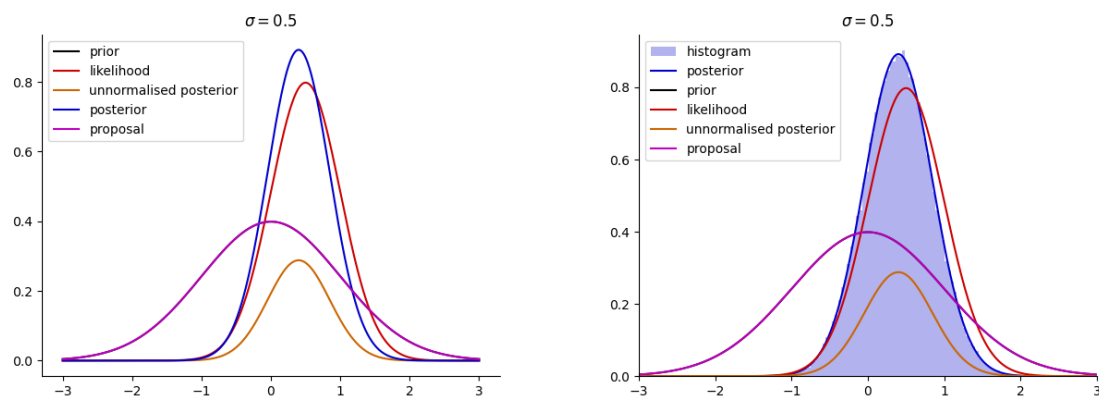 σ = 0.5
prior
likelihood
unnormalised posterior
posterior
proposal
0.8
0.6
0.4
0.2
0.0
−3
−2
−1
0
1
2
3
σ = 0.5
histogram
posterior
prior
likelihood
unnormalised posterior
proposal
0.8
0.6
0.4
0.2
0.0
−3
−2
−1
0
1
2
3